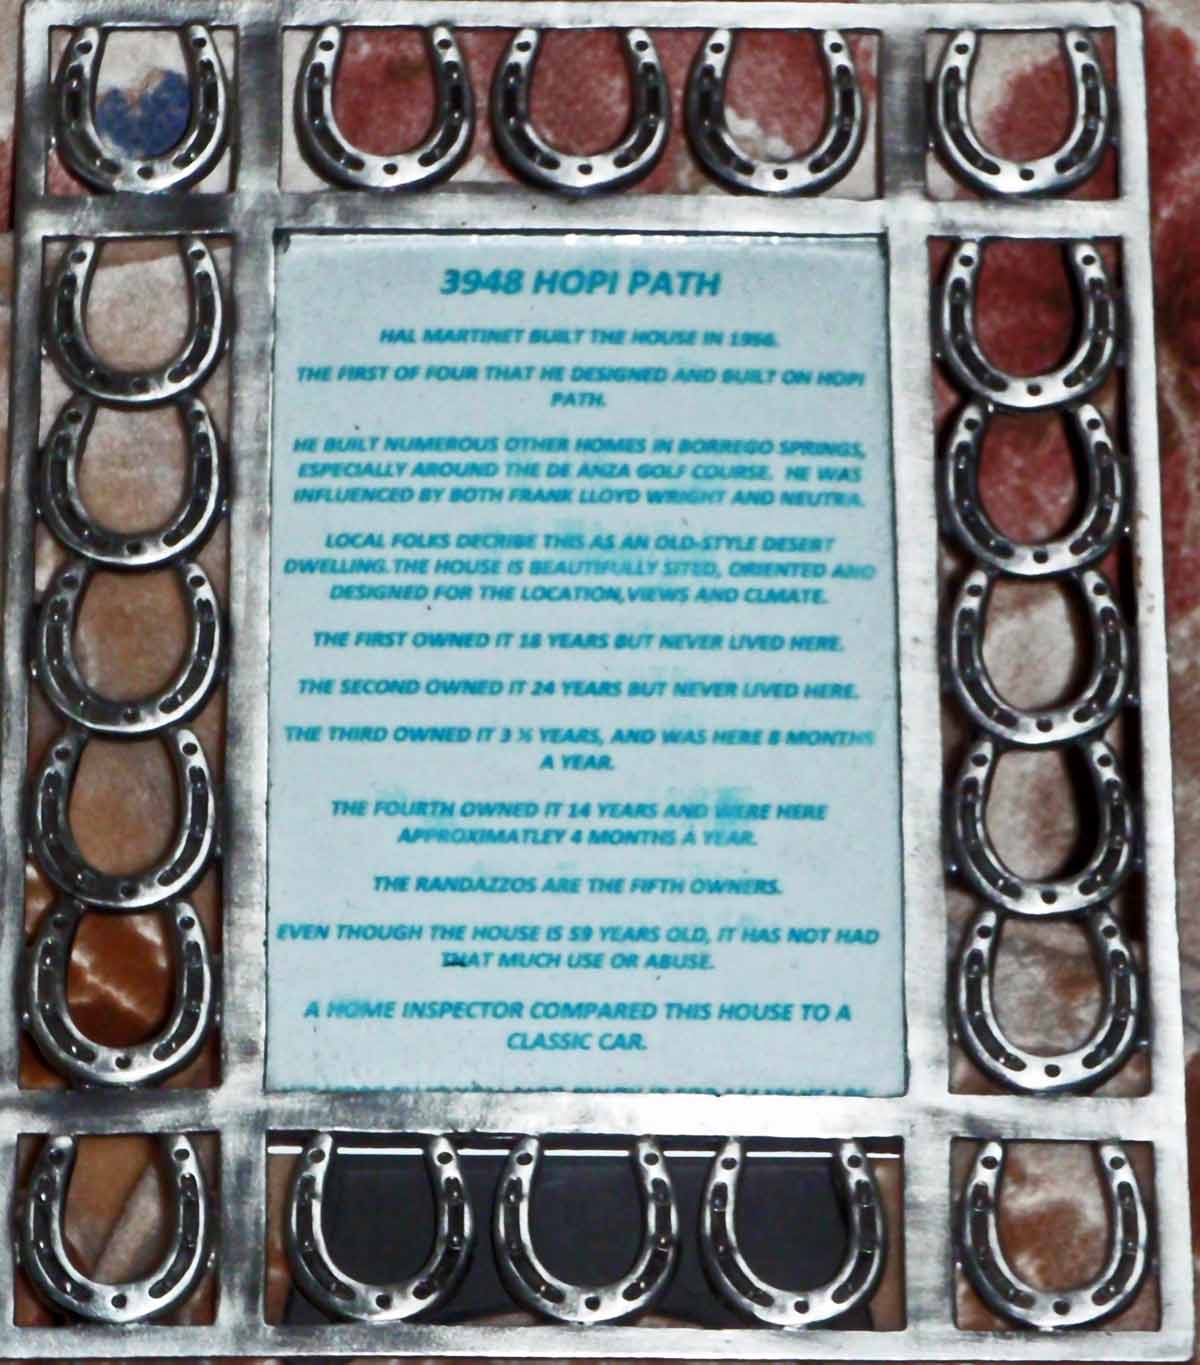 3948 HOPI PATH
HAL MARTINET BUILT THE HOUSE IN 1956.
THE FIRST OF FOUR THAT HE DESIGNED AND BUILT ON HOPI
PATH.
HE BUILT NUMEROUS OTHER HOMES IN BORREGO SPRINGS,
ESPECIALLY AROUND THE DE ANZA GOLF COURSE. HE WAS
INFLUENCED BY BOTH FRANK LLOYD WRIGHT AND NEUTRA.
LOCAL FOLKS DECRIBE THIS AS AN OLD-STYLE DESERT
DWELLING.THE HOUSE IS BEAUTIFULLY SITED, ORIENTED AND
DESIGNED FOR THE LOCATION,VIEWS AND CLMATE.
THE FIRST OWNED IT 18 YEARS BUT NEVER LIVED HERE.
THE SECOND OWNED IT 24 YEARS BUT NEVER LIVED HERE.
THE THIRD OWNED IT 3 ½ YEARS, AND WAS HERE 8 MONTHS
A YEAR.
THE FOURTH OWNED IT 14 YEARS AND WERE HERE
APPROXIMATLEY 4 MONTHS A YEAR.
THE RANDAZZOS ARE THE FIFTH OWNERS.
EVEN THOUGH THE HOUSE IS 59 YEARS OLD, IT HAS NOT HAD
THAT MUCH USE OR ABUSE.
A HOME INSPECTOR COMPARED THIS HOUSE TO A
CLASSIC CAR.